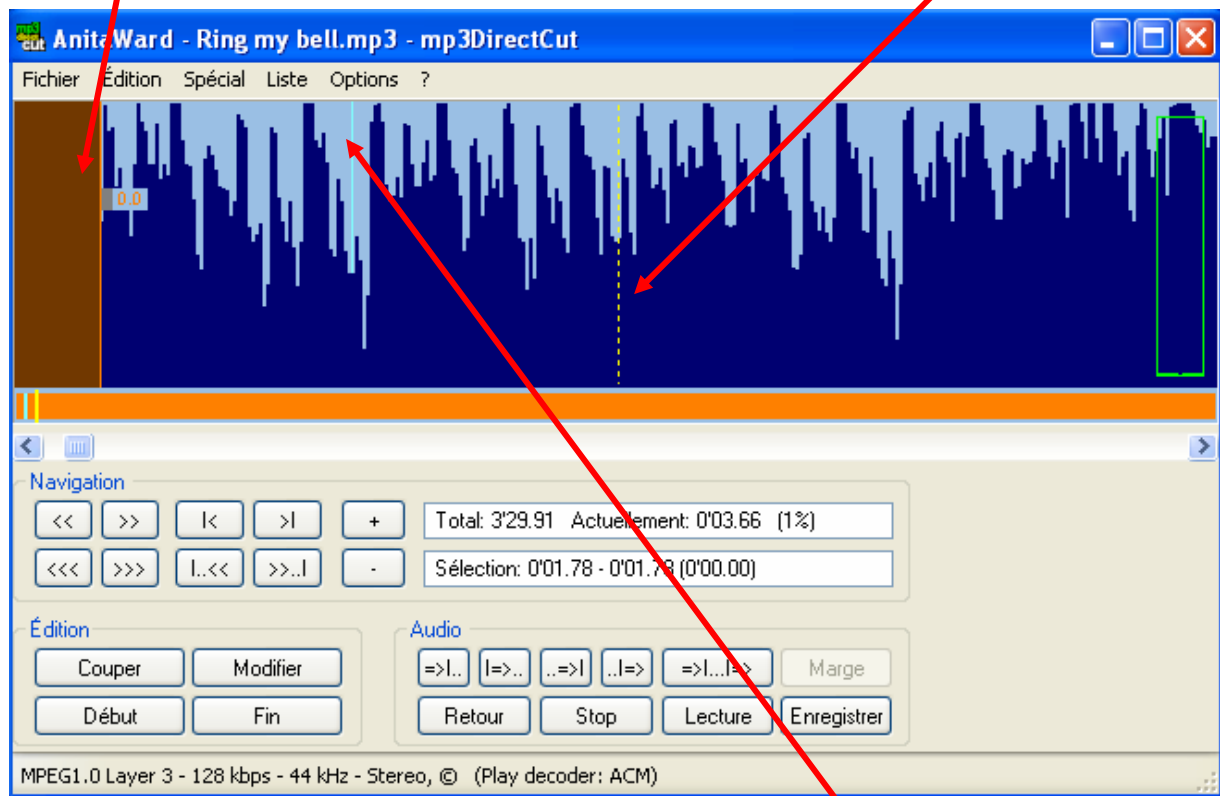 AnitaWard - Ring my bell.mp3 - mp3DirectCut
Fichier Édition Spécial Liste Options ?
0.0
Navigation
<< >> I< >I + Total: 3'29.91 Actuellement: 0'03.66 (1%)
<<< >>> I..<< >>..I - Sélection: 0'01.78 - 0'01.78 (0'00.00)
Édition Audio
Couper Modifier =>I.. I=>.. ..=>I ..I=> =>I...I=> Marge
Début Fin Retour Stop Lecture Enregistrer
MPEG1.0 Layer 3 - 128 kbps - 44 kHz - Stereo, © (Play decoder: ACM)